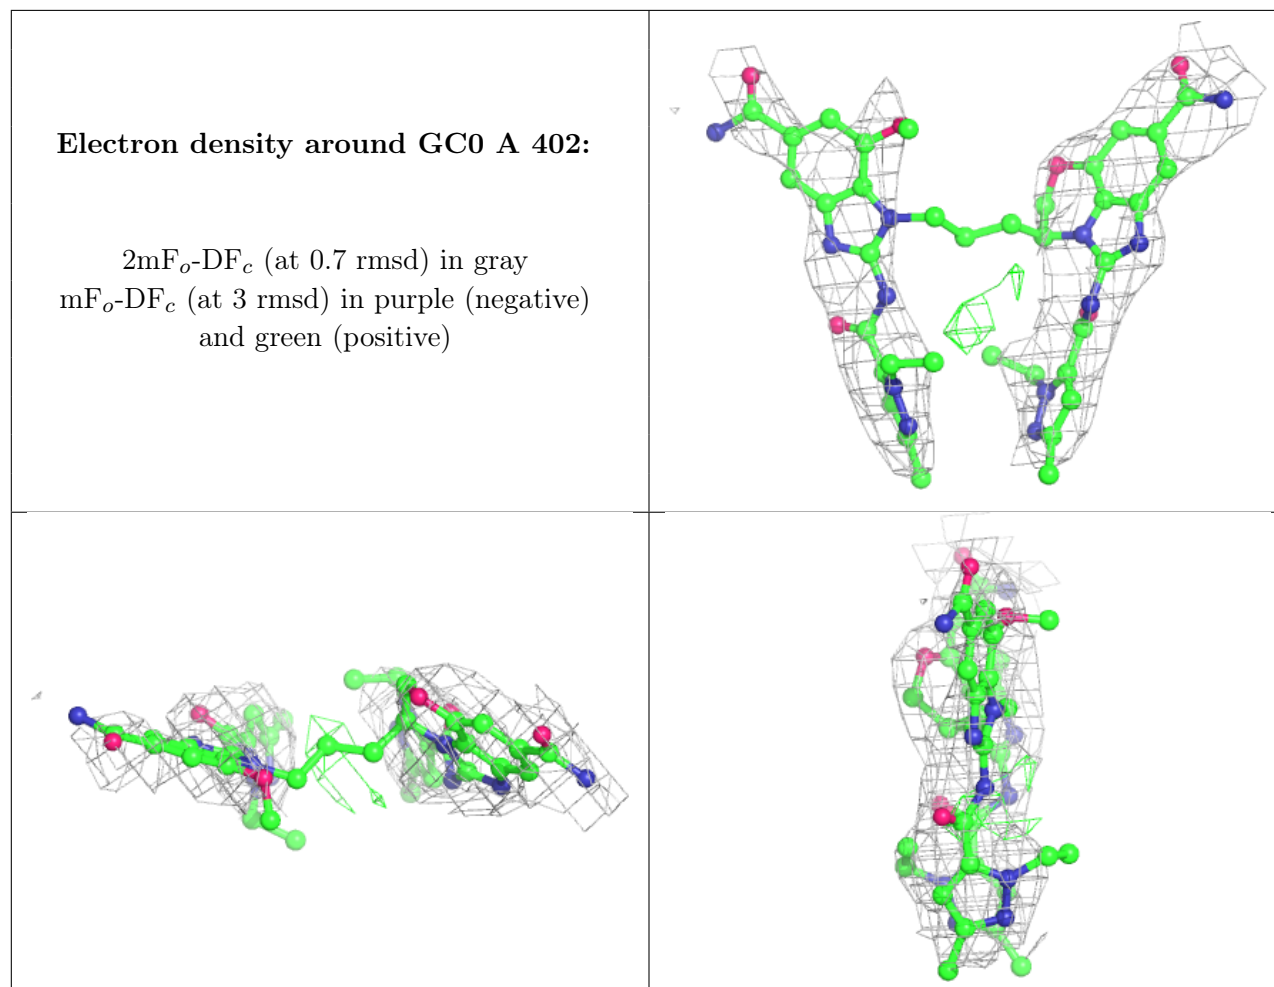 Electron density around GC0 A 402:
2mFo-DFc (at 0.7 rmsd) in gray
mFo-DFc (at 3 rmsd) in purple (negative)
and green (positive)